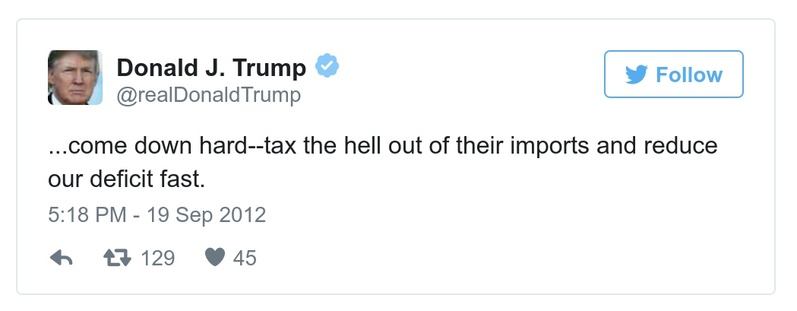 Donald J. Trump
@realDonaldTrump
Follow
...come down hard--tax the hell out of their imports and reduce
our deficit fast.
5:18 PM - 19 Sep 2012
129 45